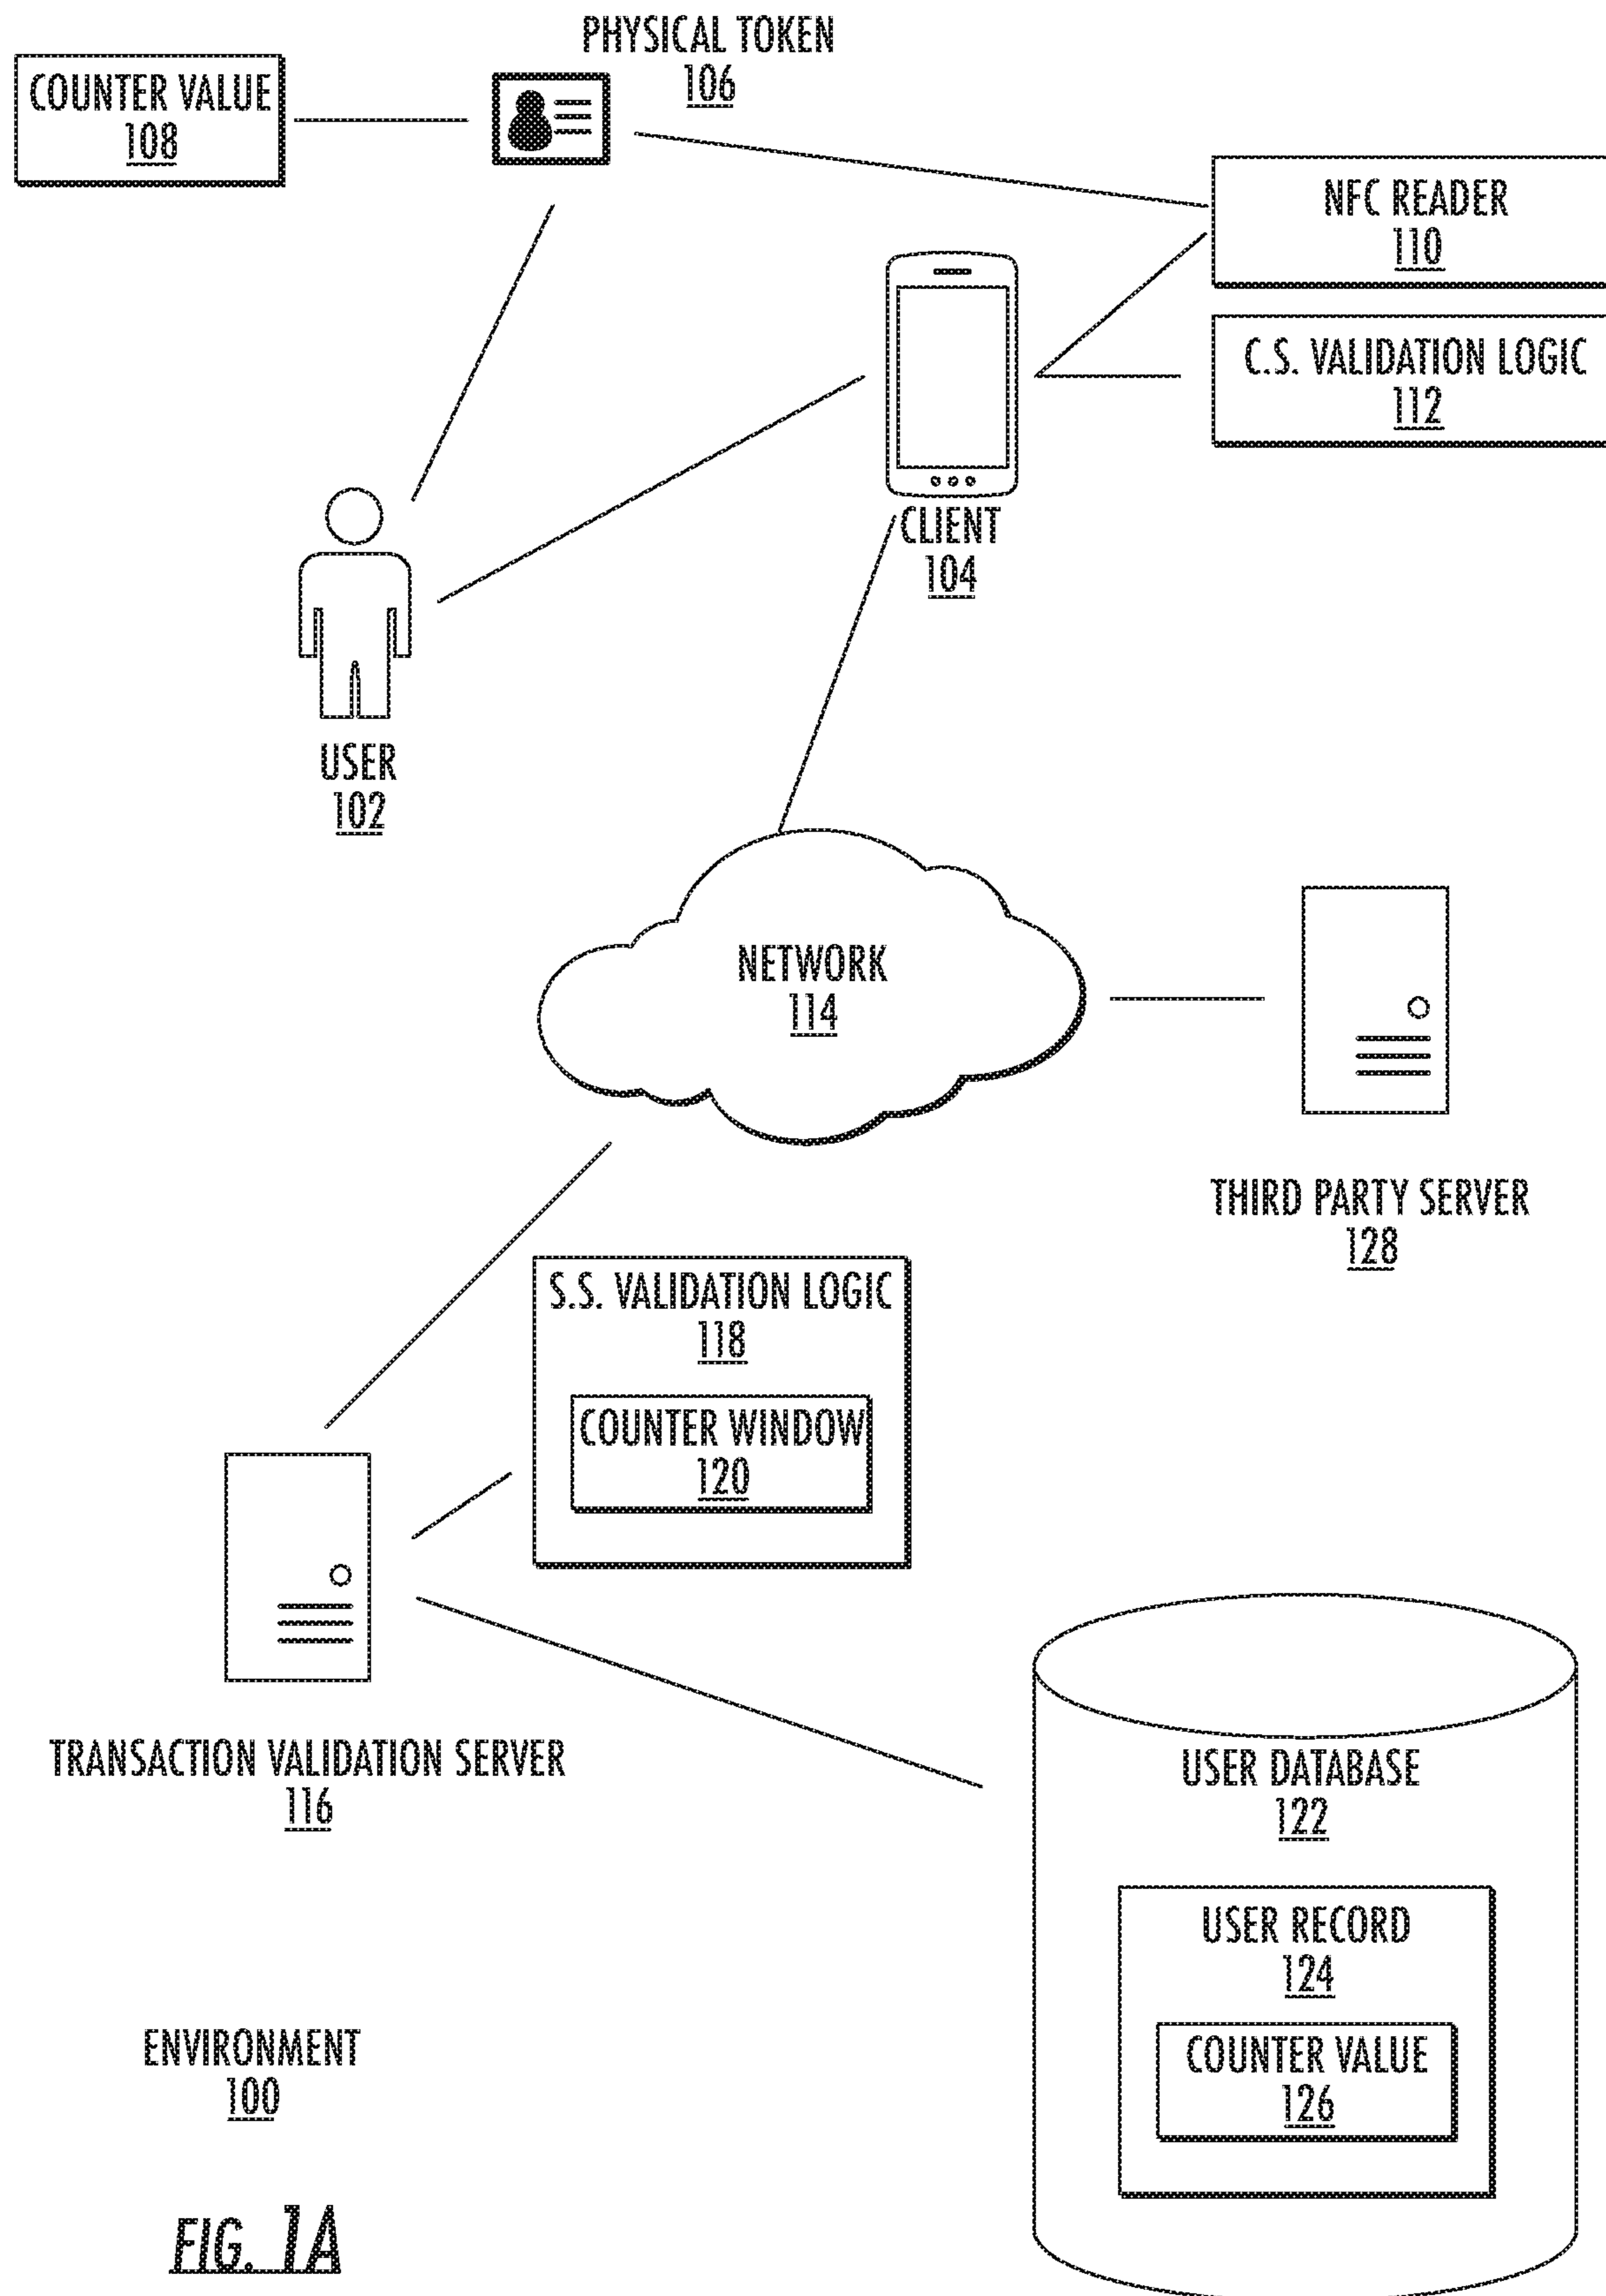 PHYSICAL TOKEN
106
COUNTER VALUE
108
NFC READER
110
C.S. VALIDATION LOGIC
112
CLIENT
104
USER
102
NETWORK
114
THIRD PARTY SERVER
128
S.S. VALIDATION LOGIC
118
COUNTER WINDOW
120
TRANSACTION VALIDATION SERVER
116
USER DATABASE
122
USER RECORD
124
COUNTER VALUE
126
ENVIRONMENT
100
FIG. 1A